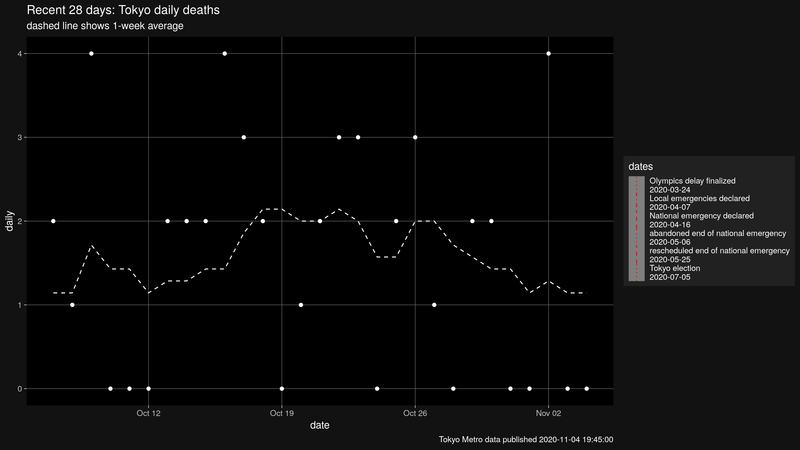 Recent 28 days: Tokyo daily deaths
dashed line shows 1-week average
4
3
2
1
0
daily
Oct 12
Oct 19
Oct 26
Nov 02
date
dates
Olympics delay finalized
2020-03-24
Local emergencies declared
2020-04-07
National emergency declared
2020-04-16
abandoned end of national emergency
2020-05-06
rescheduled end of national emergency
2020-05-25
Tokyo election
2020-07-05
Tokyo Metro data published 2020-11-04 19:45:00